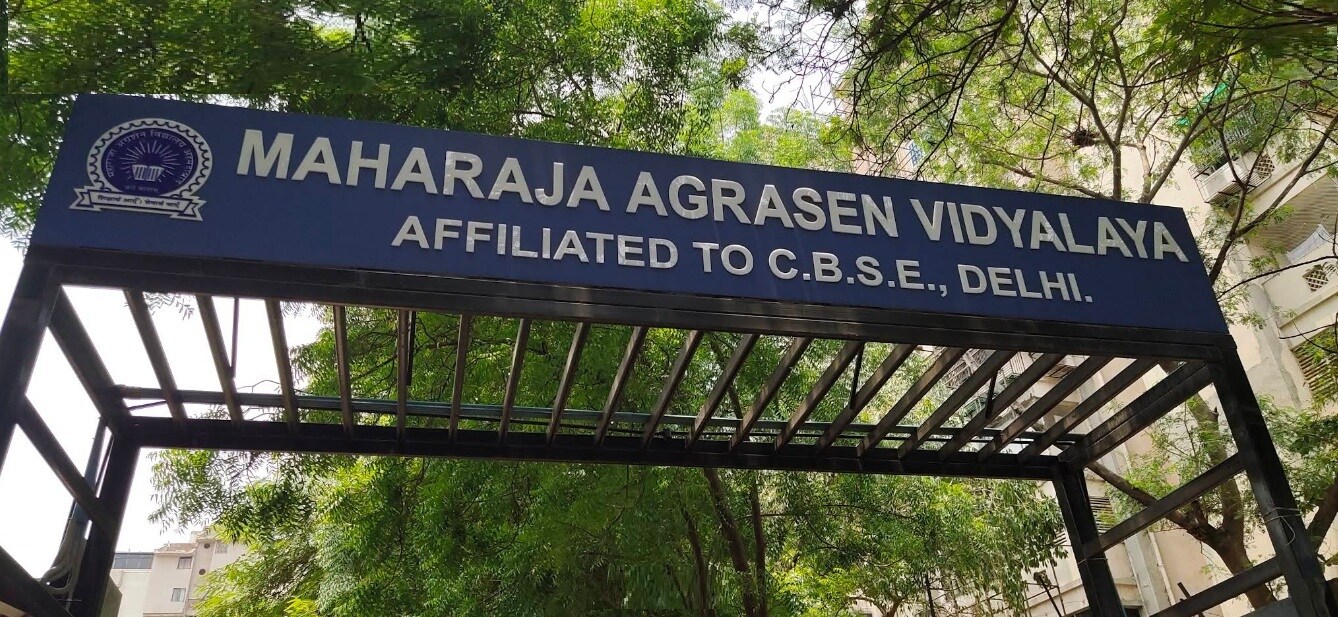 MAHARAJA AGRASEN VIDYALAYA
AFFILIATED TO C.B.S.E., DELHI.